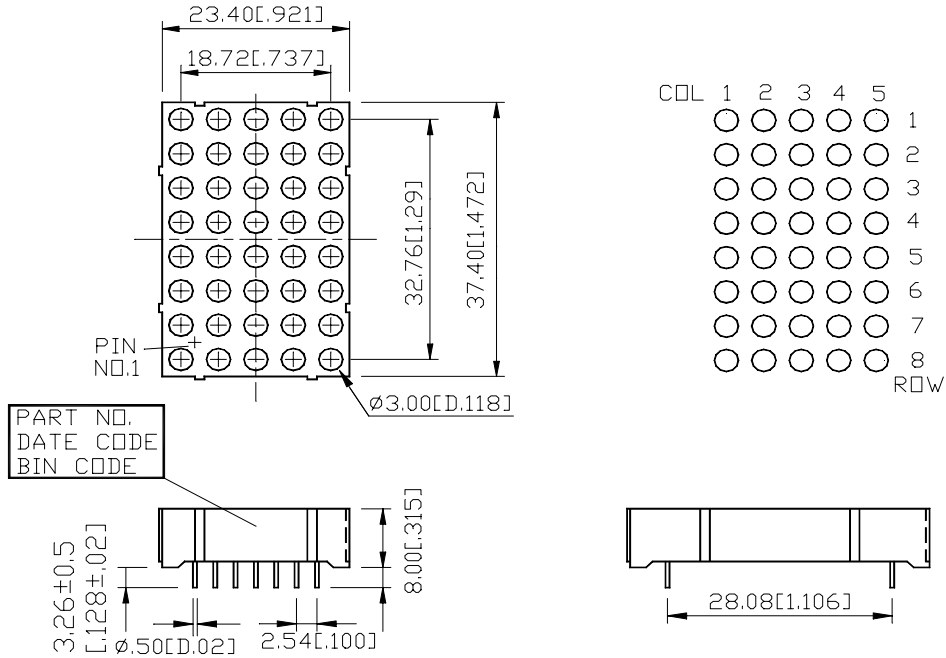 23.40[.921]
18.72[.737]
32.76[1.29]
37.40[1.472]
PIN
NO.1
Ø3.00[D.118]
COL 1 2 3 4 5
1
2
3
4
5
6
7
8
ROW
PART NO.
DATE CODE
BIN CODE
3.26±0.5
[.128±.02]
Ø.50[D.02]
2.54[.100]
8.00[.315]
28.08[1.106]